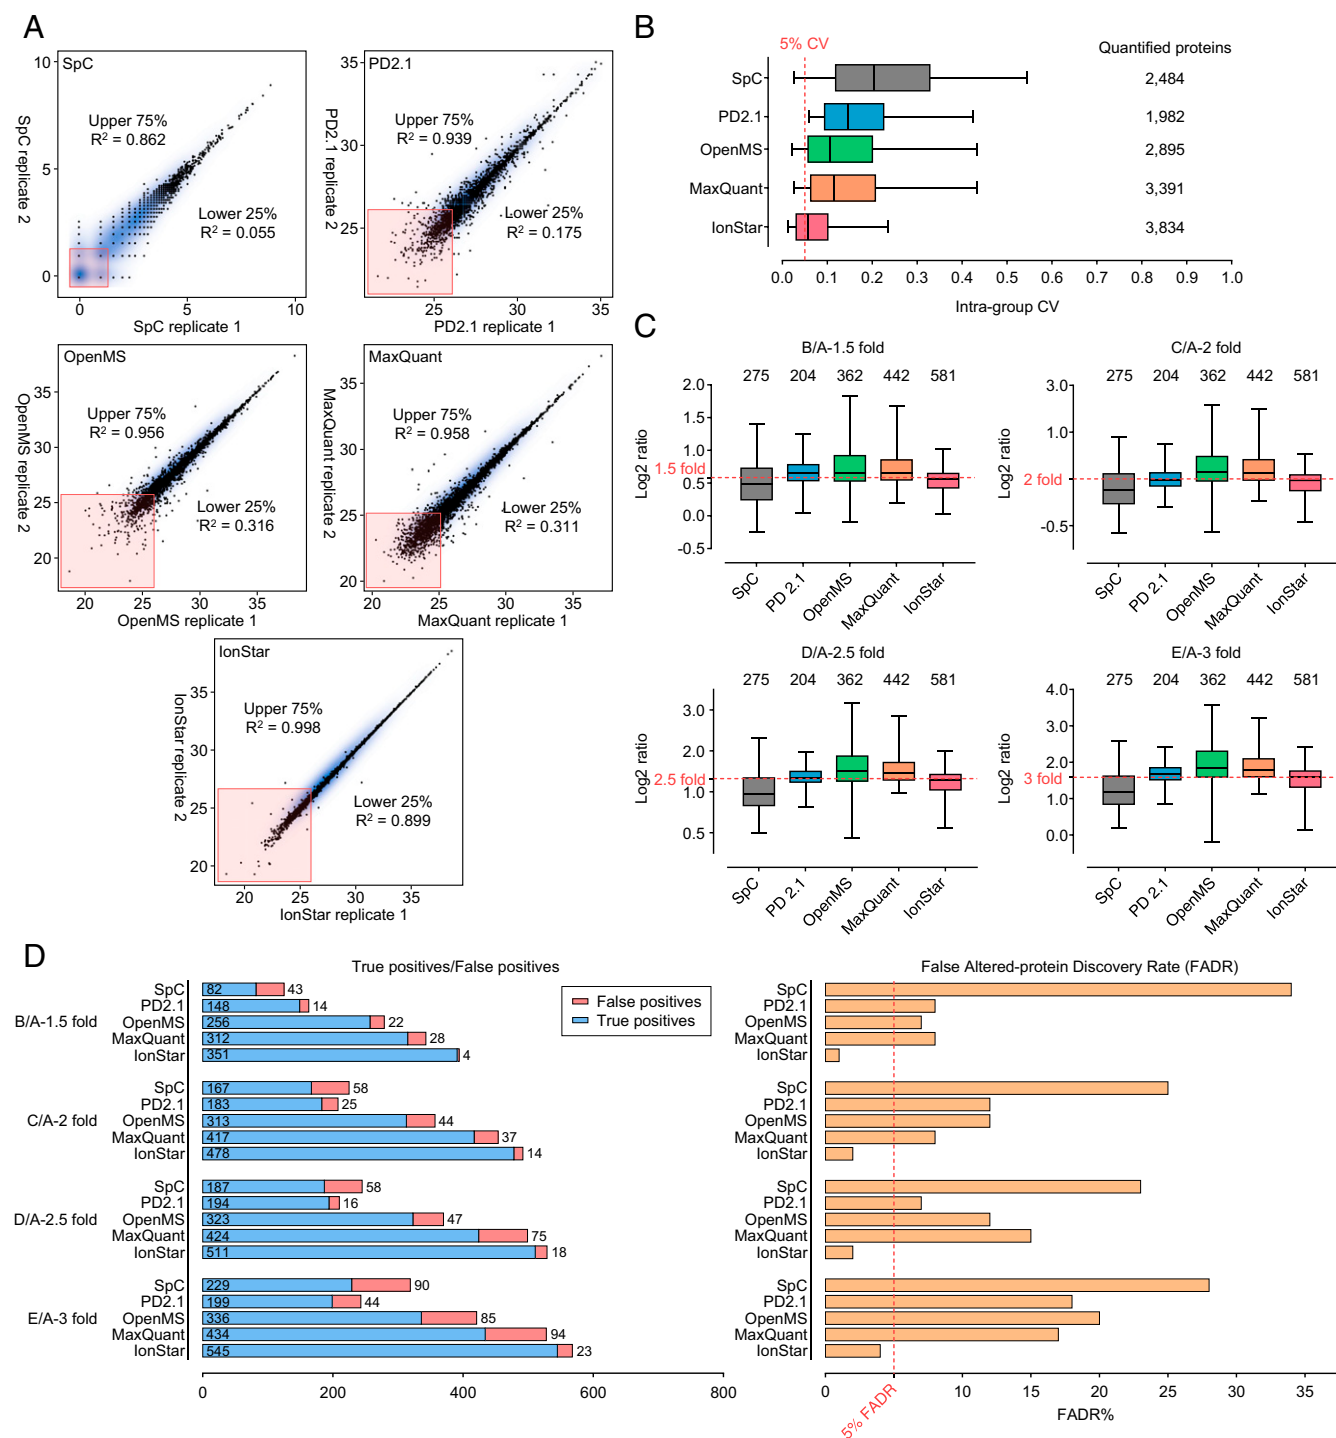 A
SpC
Upper 75%
R² = 0.862
Lower 25%
R² = 0.055
10
5
0
0
5
10
SpC replicate 2
SpC replicate 1
PD2.1
Upper 75%
R² = 0.939
Lower 25%
R² = 0.175
35
30
25
25
30
35
PD2.1 replicate 2
PD2.1 replicate 1
OpenMS
Upper 75%
R² = 0.956
Lower 25%
R² = 0.316
35
30
25
20
20
25
30
35
OpenMS replicate 2
OpenMS replicate 1
MaxQuant
Upper 75%
R² = 0.958
Lower 25%
R² = 0.311
35
30
25
20
20
25
30
35
MaxQuant replicate 2
MaxQuant replicate 1
IonStar
Upper 75%
R² = 0.998
Lower 25%
R² = 0.899
35
30
25
20
20
25
30
35
IonStar replicate 2
IonStar replicate 1
B
5% CV
Quantified proteins
SpC 2,484
PD2.1 1,982
OpenMS 2,895
MaxQuant 3,391
IonStar 3,834
0.0 0.1 0.2 0.3 0.4 0.5 0.6 0.7 0.8 0.9 1.0
Intra-group CV
C
B/A-1.5 fold
275 204 362 442 581
2.0
1.5
1.0
0.5
0.0
-0.5
Log2 ratio
1.5 fold
SpC PD 2.1 OpenMS MaxQuant IonStar
C/A-2 fold
275 204 362 442 581
3.0
1.0
-0.5
Log2 ratio
2 fold
SpC PD 2.1 OpenMS MaxQuant IonStar
D/A-2.5 fold
275 204 362 442 581
3.0
2.0
1.0
0.5
Log2 ratio
2.5 fold
SpC PD 2.1 OpenMS MaxQuant IonStar
E/A-3 fold
275 204 362 442 581
4.0
2.0
1.0
0.0
Log2 ratio
3 fold
SpC PD 2.1 OpenMS MaxQuant IonStar
D
True positives/False positives
False positives
True positives
B/A-1.5 fold
SpC 82 43
PD2.1 148 14
OpenMS 256 22
MaxQuant 312 28
IonStar 351 4
C/A-2 fold
SpC 167 58
PD2.1 183 25
OpenMS 313 44
MaxQuant 417 37
IonStar 478 14
D/A-2.5 fold
SpC 187 58
PD2.1 194 16
OpenMS 323 47
MaxQuant 424 75
IonStar 511 18
E/A-3 fold
SpC 229 90
PD2.1 199 44
OpenMS 336 85
MaxQuant 434 94
IonStar 545 23
0 200 400 600 800
False Altered-protein Discovery Rate (FADR)
SpC
PD2.1
OpenMS
MaxQuant
IonStar
SpC
PD2.1
OpenMS
MaxQuant
IonStar
SpC
PD2.1
OpenMS
MaxQuant
IonStar
SpC
PD2.1
OpenMS
MaxQuant
IonStar
0 10 15 20 25 30 35
5% FADR
FADR%